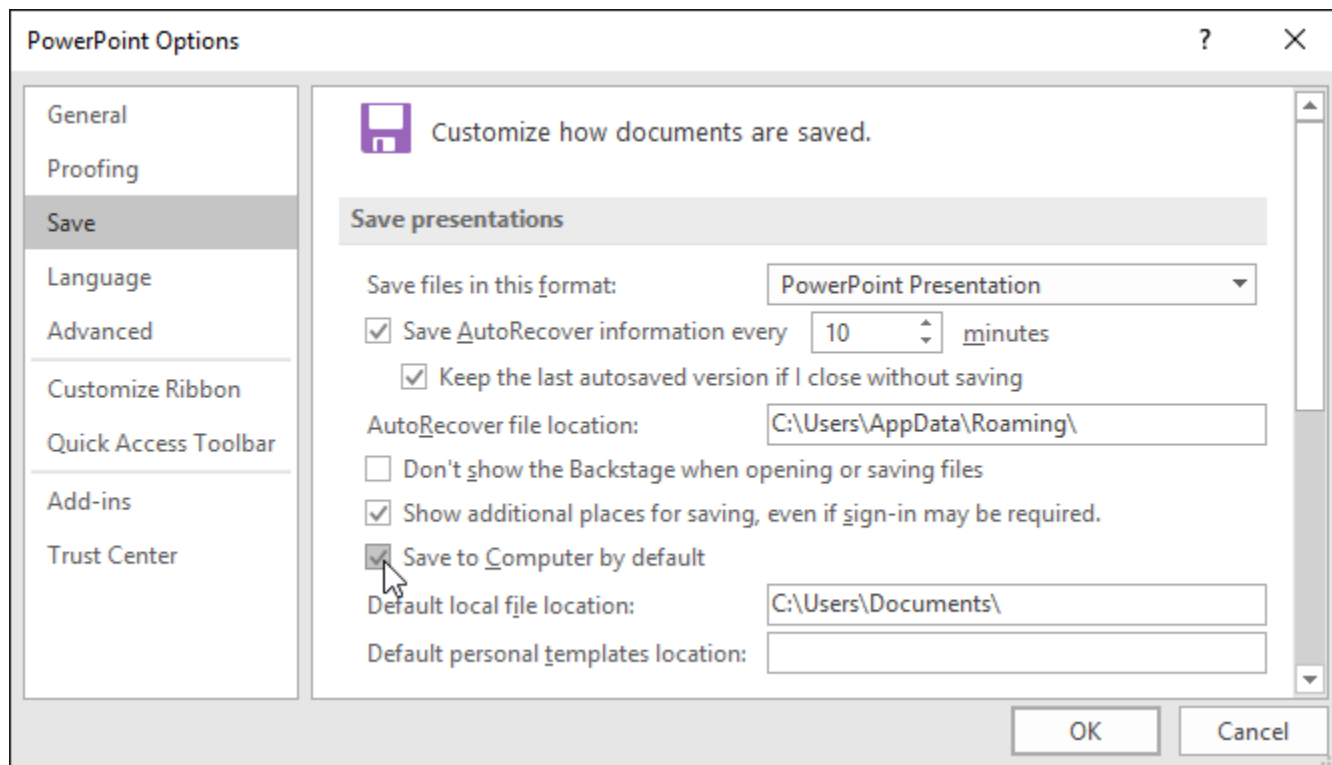 PowerPoint Options ?
General
Proofing
Save
Language
Advanced
Customize Ribbon
Quick Access Toolbar
Add-ins
Trust Center
Customize how documents are saved.
Save presentations
Save files in this format: PowerPoint Presentation
Save AutoRecover information every 10 minutes
Keep the last autosaved version if I close without saving
AutoRecover file location: C:\Users\AppData\Roaming\
Don't show the Backstage when opening or saving files
Show additional places for saving, even if sign-in may be required.
Save to Computer by default
Default local file location: C:\Users\Documents\
Default personal templates location:
OK Cancel